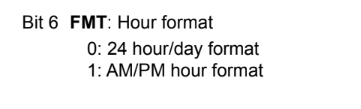 Bit 6 FMT: Hour format
0: 24 hour/day format
1: AM/PM hour format